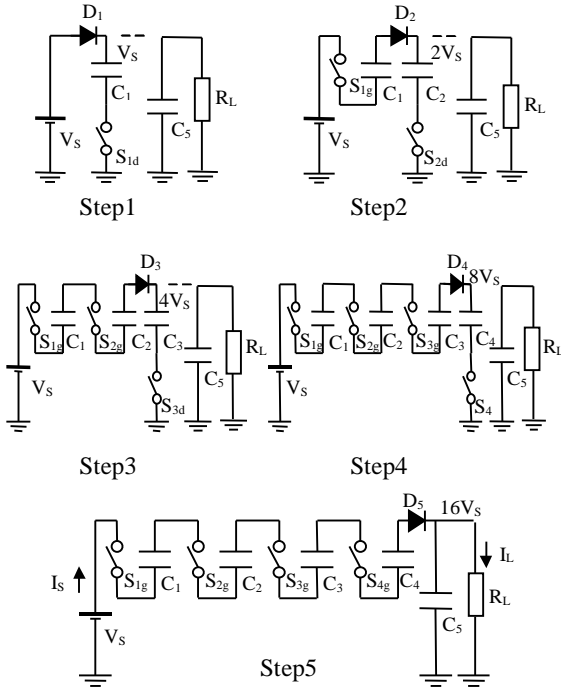 D1
VS
C1
S1d
VS
C5
RL
Step1
D2
2VS
S1g
C1
C2
S2d
VS
C5
RL
Step2
D3
4VS
S1g
C1
S2g
C2
C3
S3d
VS
C5
RL
Step3
D4
8VS
S1g
C1
S2g
C2
S3g
C3
C4
S4
VS
C5
RL
Step4
D5
16VS
IS
S1g
C1
S2g
C2
S3g
C3
S4g
C4
IL
VS
C5
RL
Step5